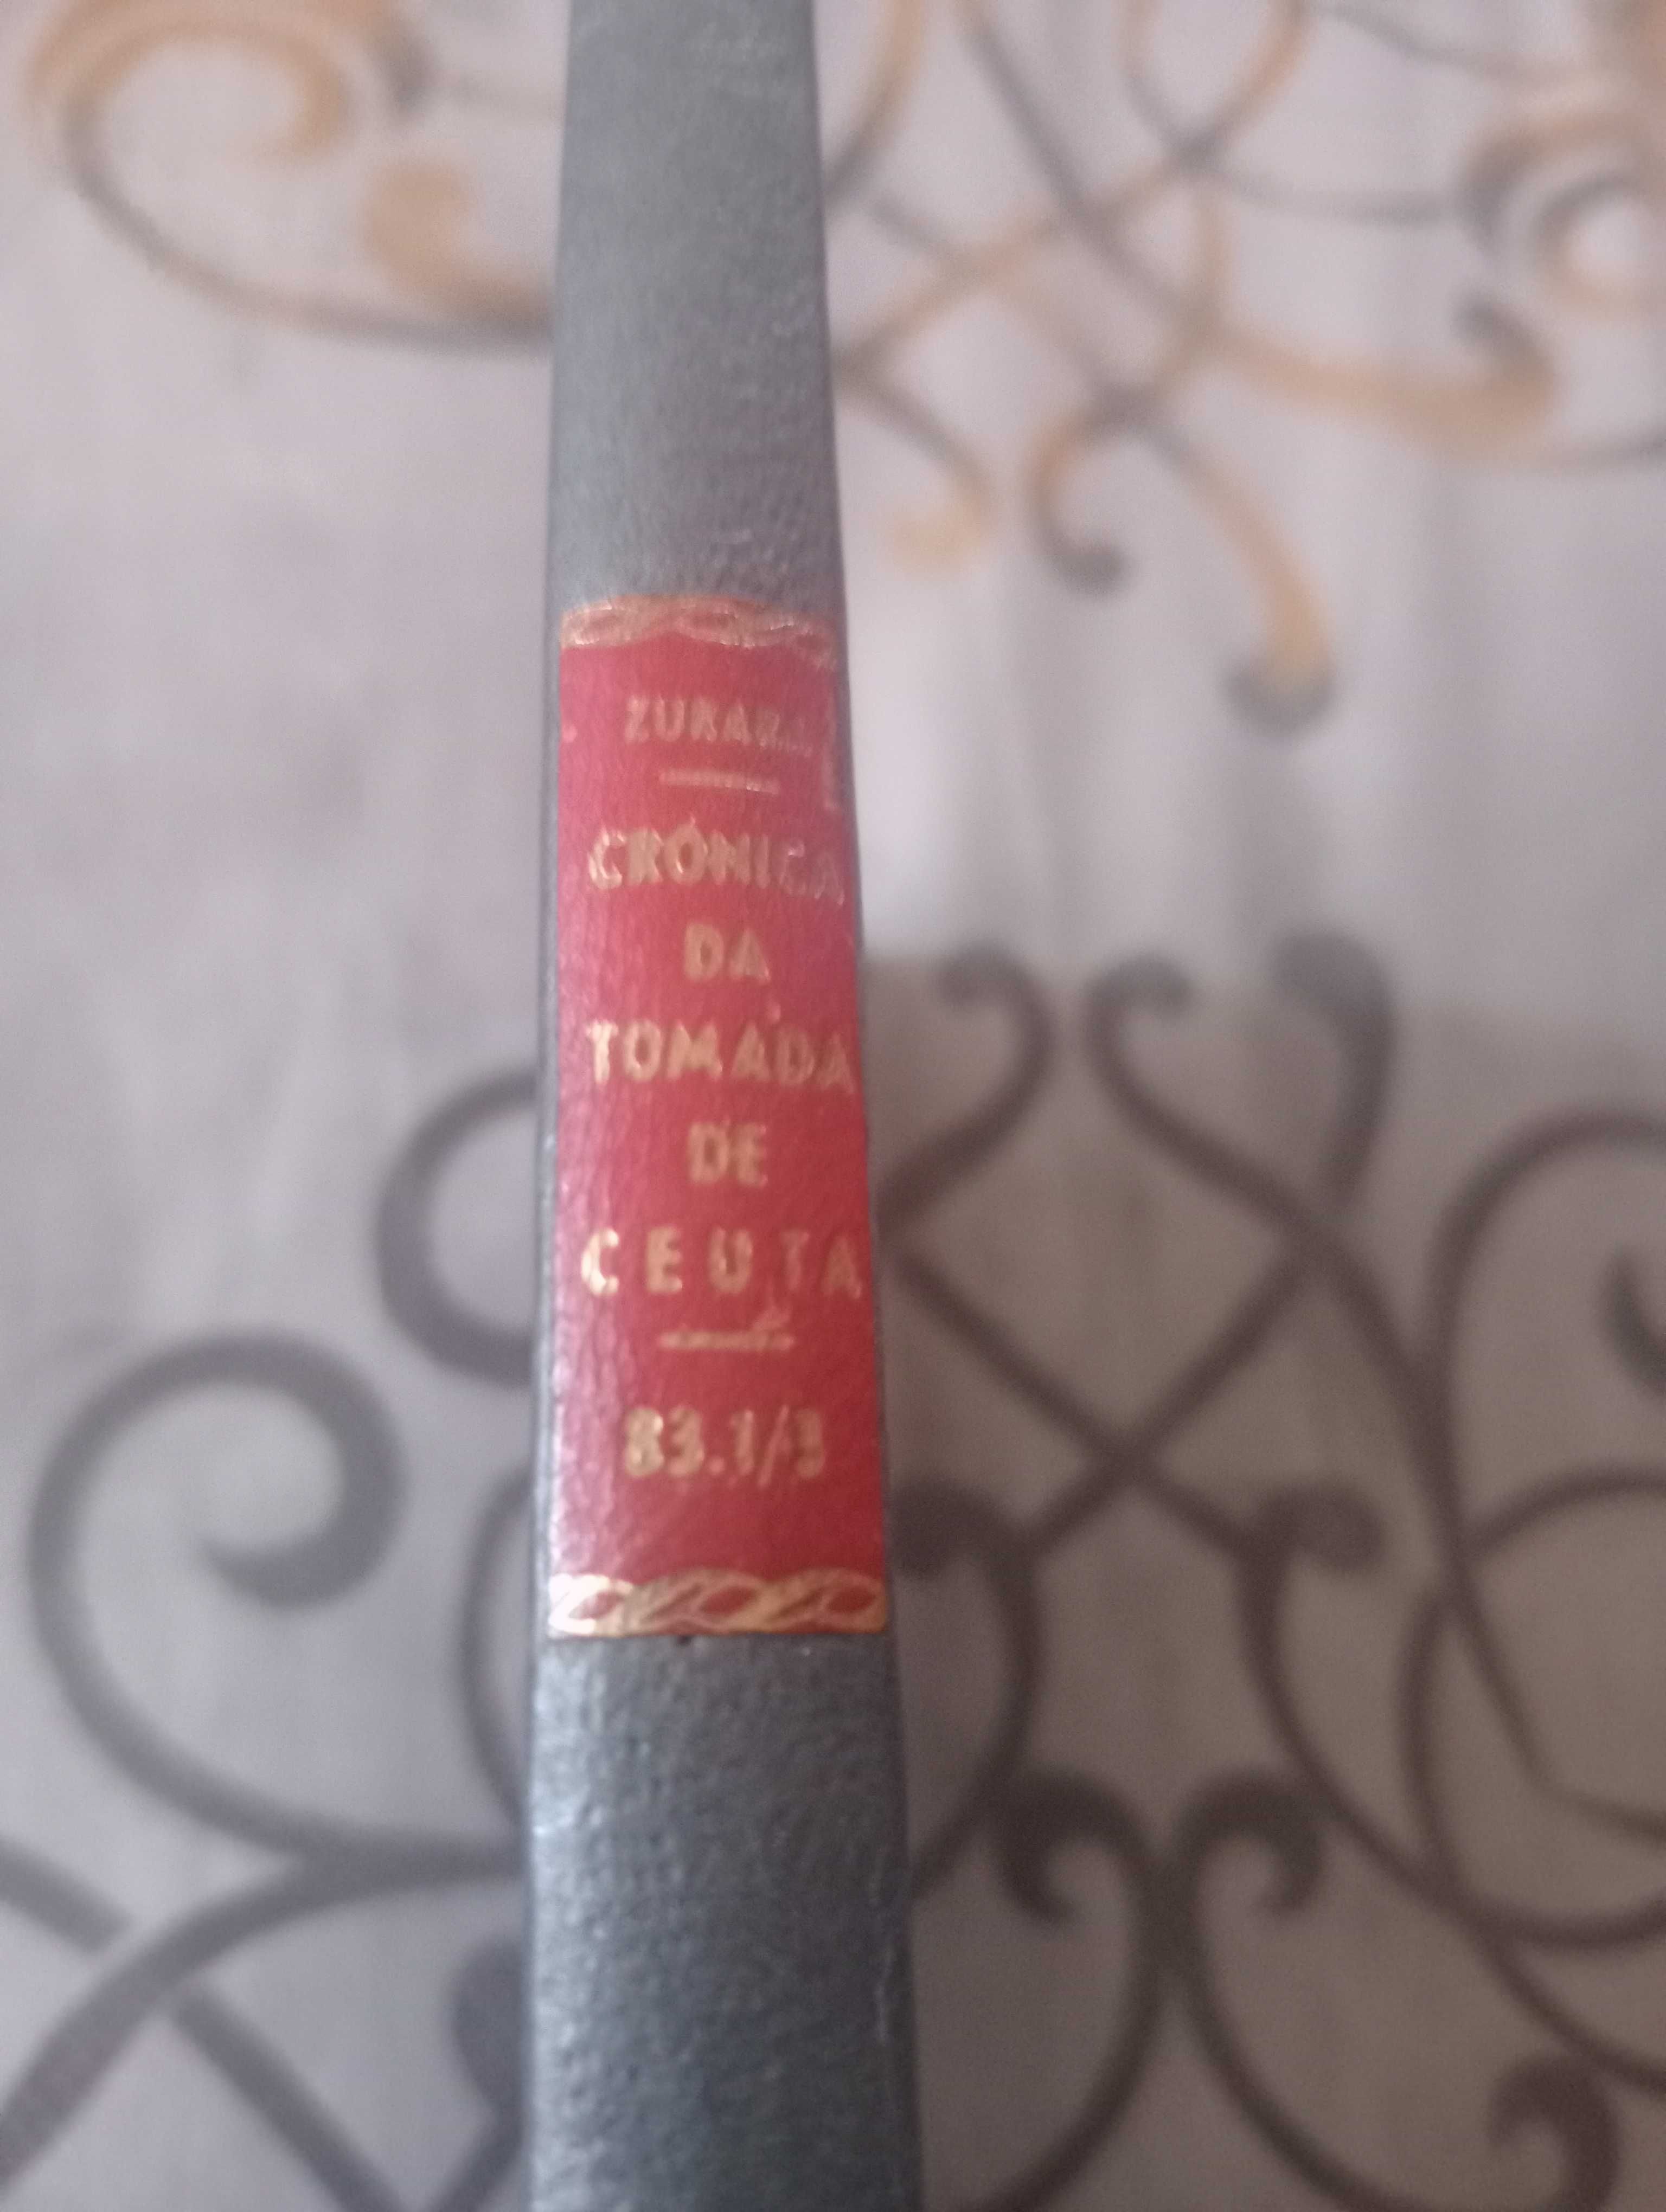 ZURARA
CRÓNICA
DA
TOMADA
DE
CEUTA
83.1/3